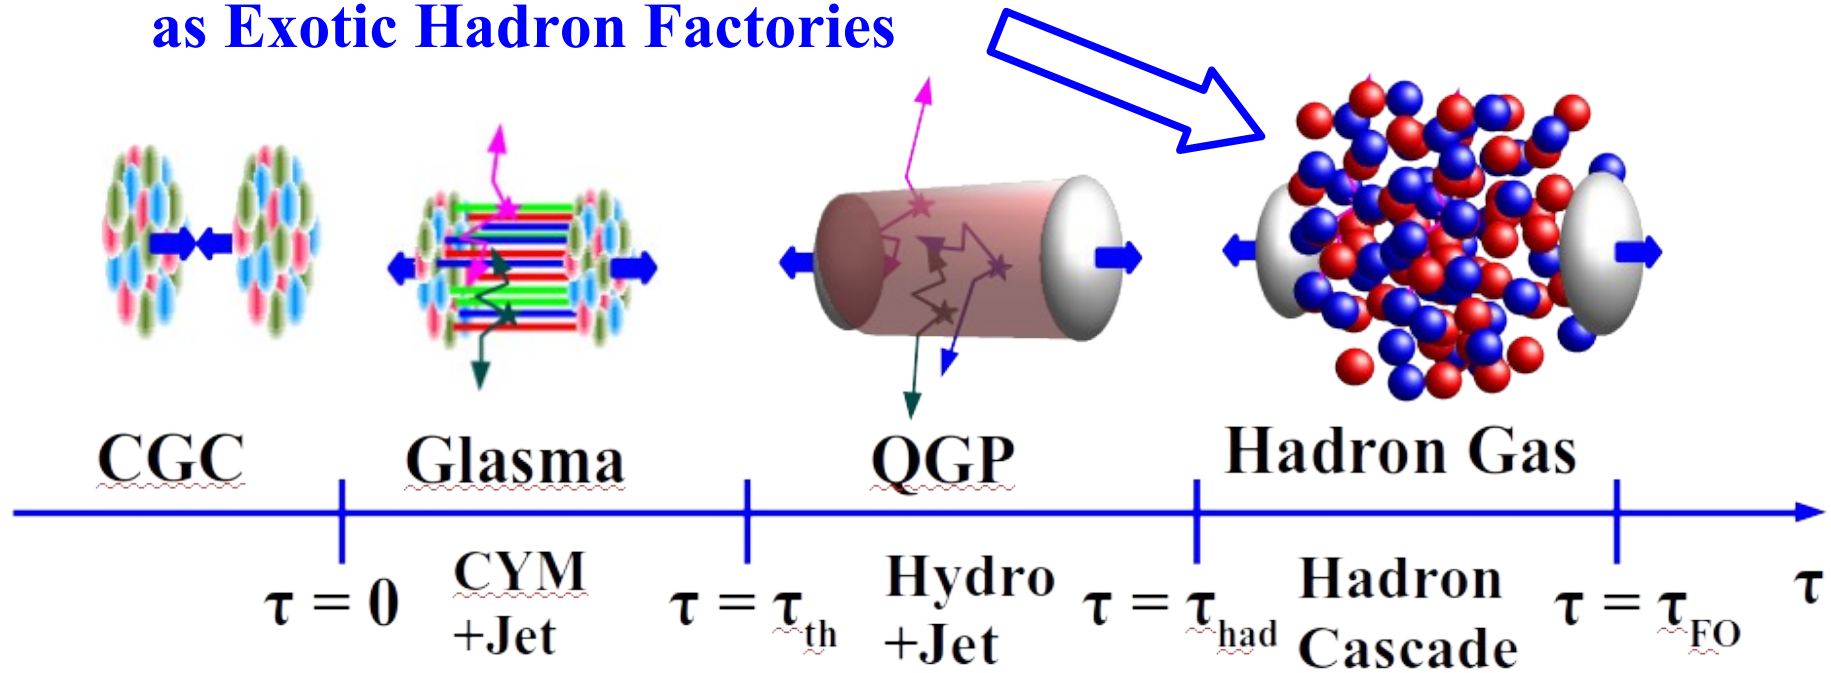 as Exotic Hadron Factories
CGC
Glasma
QGP
Hadron Gas
τ = 0
CYM
+Jet
τ = τth
Hydro
+Jet
τ = τhad
Hadron
Cascade
τ = τFO
τ